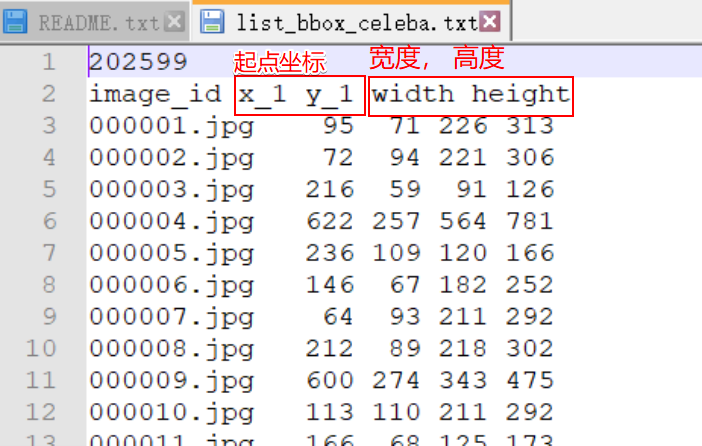 README.txt list_bbox_celeba.txt
起点坐标 宽度，高度
1 202599
2 image_id x_1 y_1 width height
3 000001.jpg 95 71 226 313
4 000002.jpg 72 94 221 306
5 000003.jpg 216 59 91 126
6 000004.jpg 622 257 564 781
7 000005.jpg 236 109 120 166
8 000006.jpg 146 67 182 252
9 000007.jpg 64 93 211 292
10 000008.jpg 212 89 218 302
11 000009.jpg 600 274 343 475
12 000010.jpg 113 110 211 292
13 000011.jpg 166 68 125 173